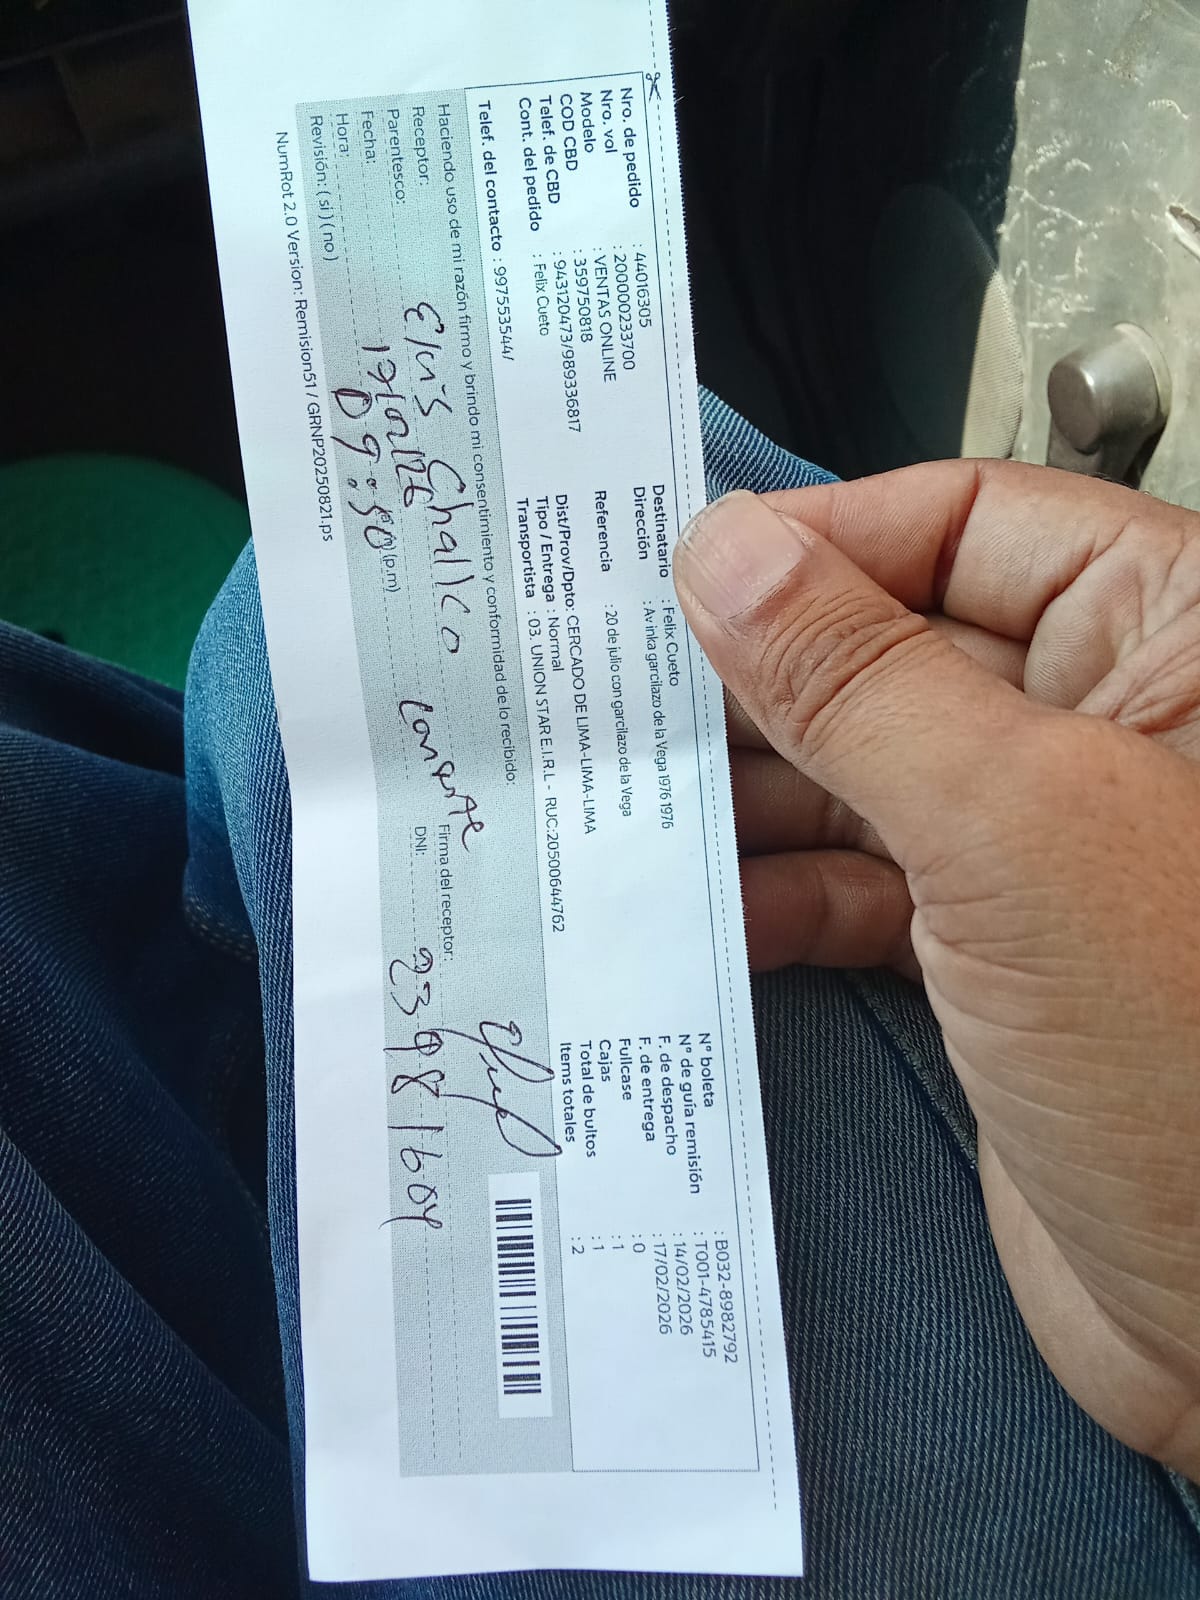 Nro. de pedido : 44016305
Nro. vol : 2000000233700
Modelo : VENTAS ONLINE
COD CBD : 359750818
Telef. de CBD : 943120473/989336817
Cont. del pedido : Felix Cueto
Telef. del contacto : 997553544/
Destinatario : Felix Cueto
Dirección : Av inka garcilazo de la Vega 1976 1976
Referencia : 20 de julio con garcilazo de la Vega
Dist/Prov/Dpto: CERCADO DE LIMA-LIMA-LIMA
Tipo / Entrega : Normal
Transportista : 03. UNION STAR E.I.R.L - RUC:20500644762
N° boleta : B032-8982792
N° de guía remisión : T001-4785415
F. de despacho : 14/02/2026
F. de entrega : 17/02/2026
Fullcase : 0
Cajas : 1
Total de bultos : 1
Items totales : 2
Haciendo uso de mi razón firmo y brindo mi consentimiento y conformidad de lo recibido:
Receptor: Challco
Parentesco:
Fecha:
Hora: 09:50 (p.m)
Revisión: ( si ) ( no )
Firma del receptor:
DNI: 23981604
NumRot 2.0 Version: Remision51 / GRNP20250821.ps